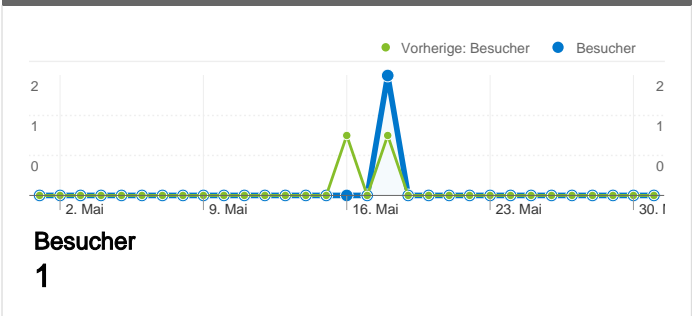 Vorherige: Besucher Besucher
2 2
1 1
0 0
2. Mai 9. Mai 16. Mai 23. Mai 30. M
Besucher
1